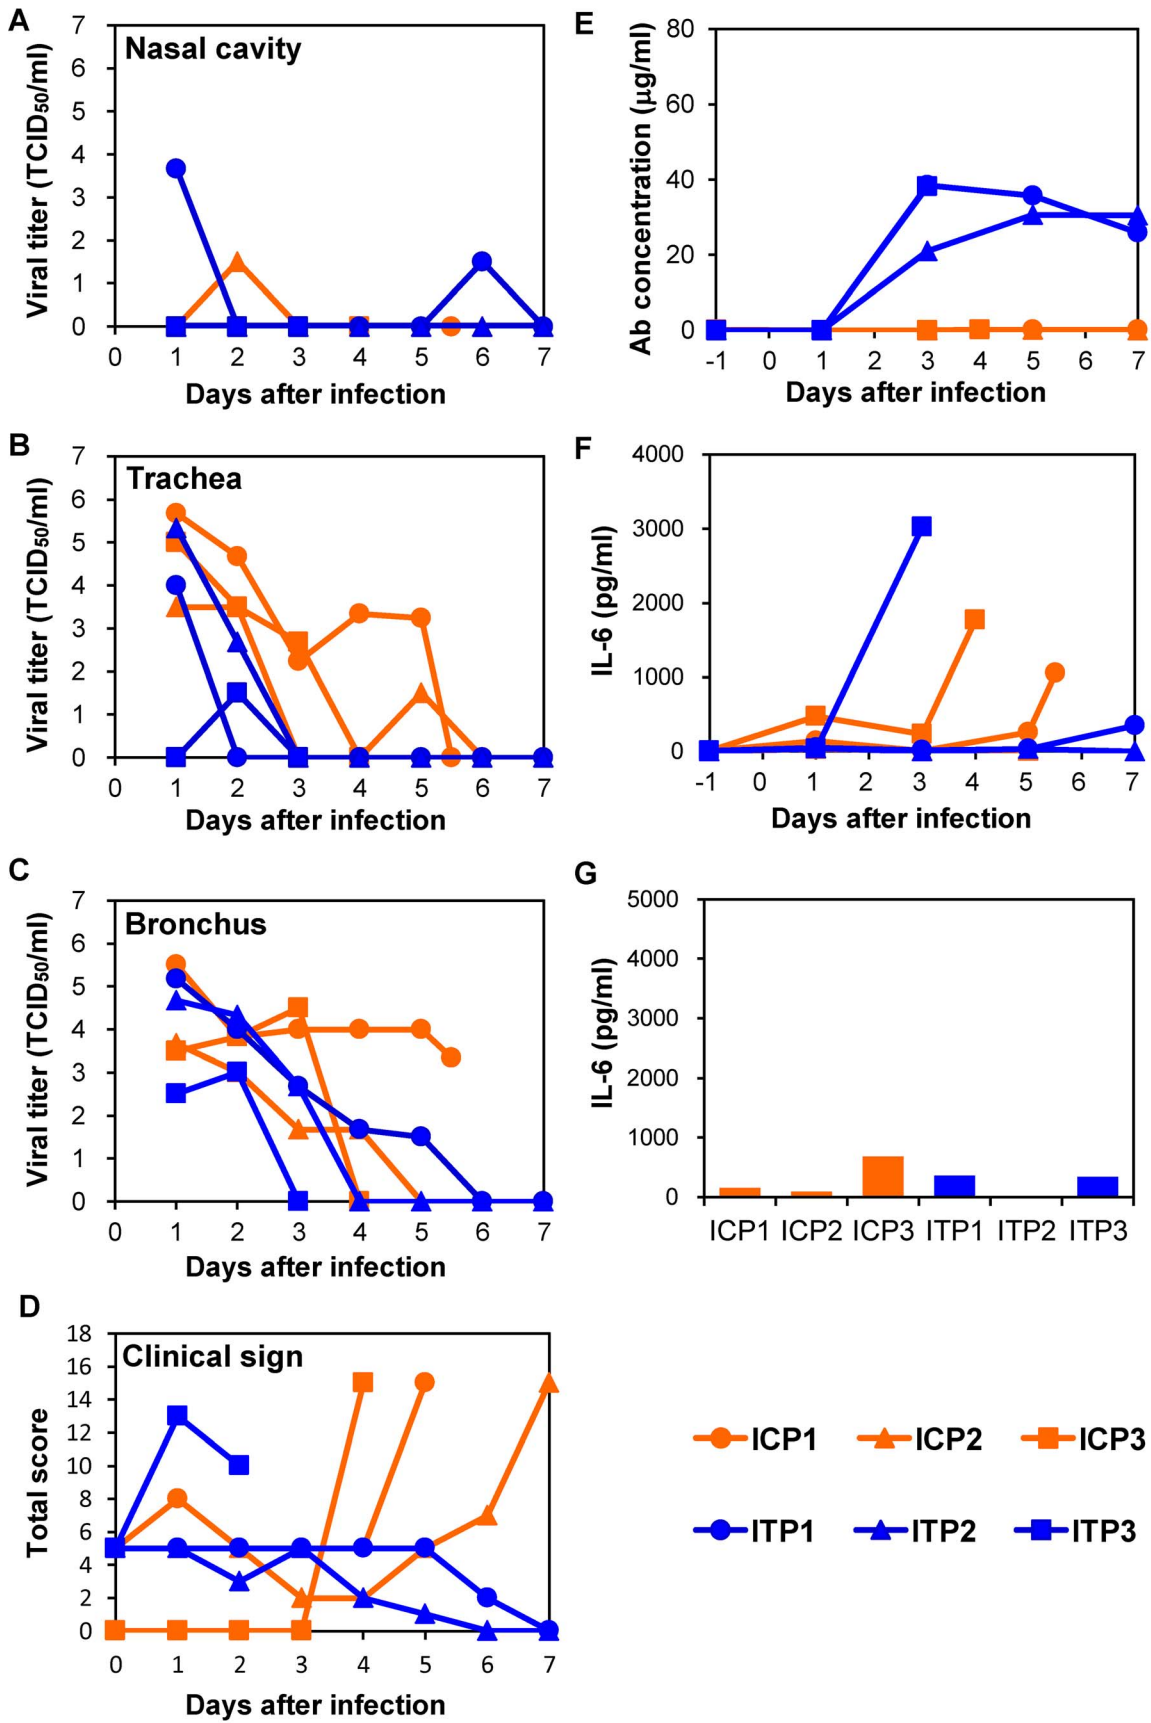 A
Nasal cavity
Viral titer (TCID50/ml)
7
6
5
4
3
2
1
0
0 1 2 3 4 5 6 7
Days after infection
B
Trachea
Viral titer (TCID50/ml)
7
6
5
4
3
2
1
0
0 1 2 3 4 5 6 7
Days after infection
C
Bronchus
Viral titer (TCID50/ml)
7
6
5
4
3
2
1
0
0 1 2 3 4 5 6 7
Days after infection
D
Clinical sign
Total score
18
16
14
12
10
8
6
4
2
0
0 1 2 3 4 5 6 7
Days after infection
E
Ab concentration (µg/ml)
80
60
40
20
0
-1 0 1 2 3 4 5 6 7
Days after infection
F
IL-6 (pg/ml)
4000
3000
2000
1000
0
-1 0 1 2 3 4 5 6 7
Days after infection
G
IL-6 (pg/ml)
5000
4000
3000
2000
1000
0
ICP1 ICP2 ICP3 ITP1 ITP2 ITP3
ICP1 ICP2 ICP3
ITP1 ITP2 ITP3